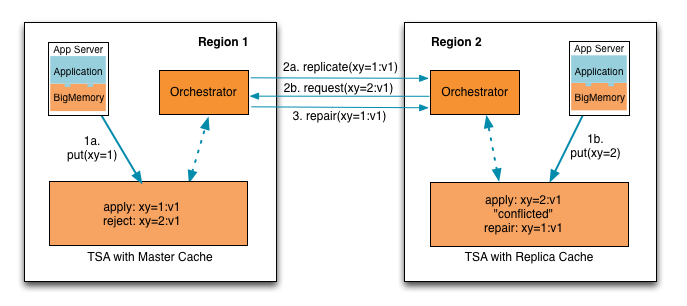 Region 1
App Server
Application
BigMemory
Orchestrator
1a.
put(xy=1)
apply: xy=1:v1
reject: xy=2:v1
TSA with Master Cache
2a. replicate(xy=1:v1)
2b. request(xy=2:v1)
3. repair(xy=1:v1)
Region 2
Orchestrator
App Server
Application
BigMemory
1b.
put(xy=2)
apply: xy=2:v1
"conflicted"
repair: xy=1:v1
TSA with Replica Cache